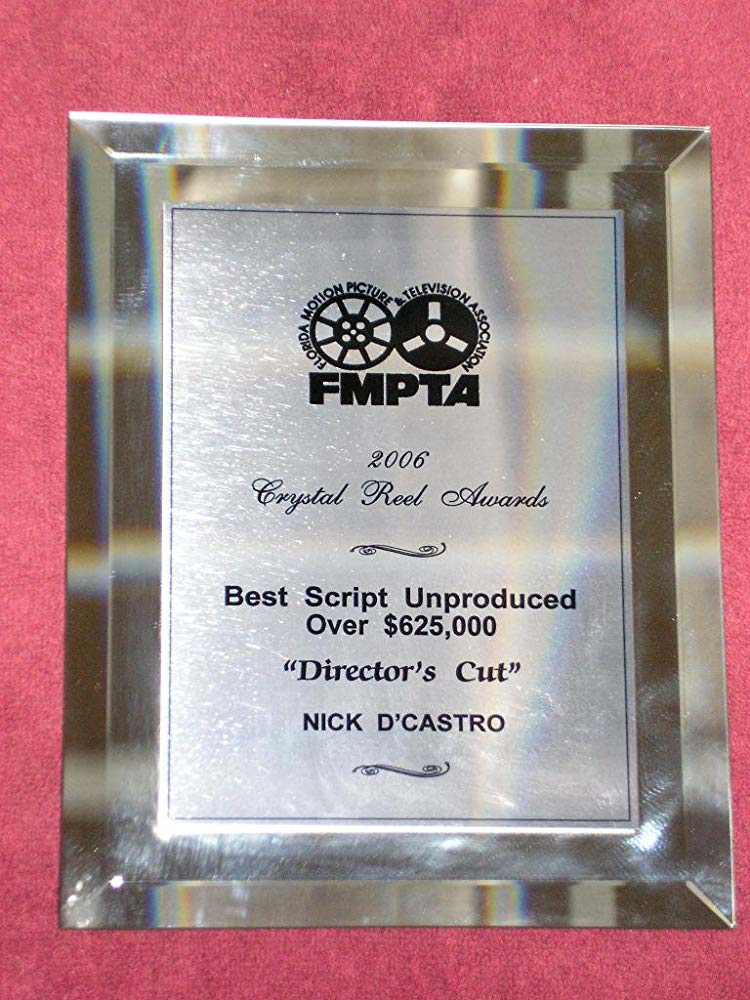 FLORIDA MOTION PICTURE & TELEVISION ASSOCIATION
FMPTA
2006
Crystal Reel Awards
Best Script Unproduced
Over $625,000
“Director's Cut”
NICK D'CASTRO